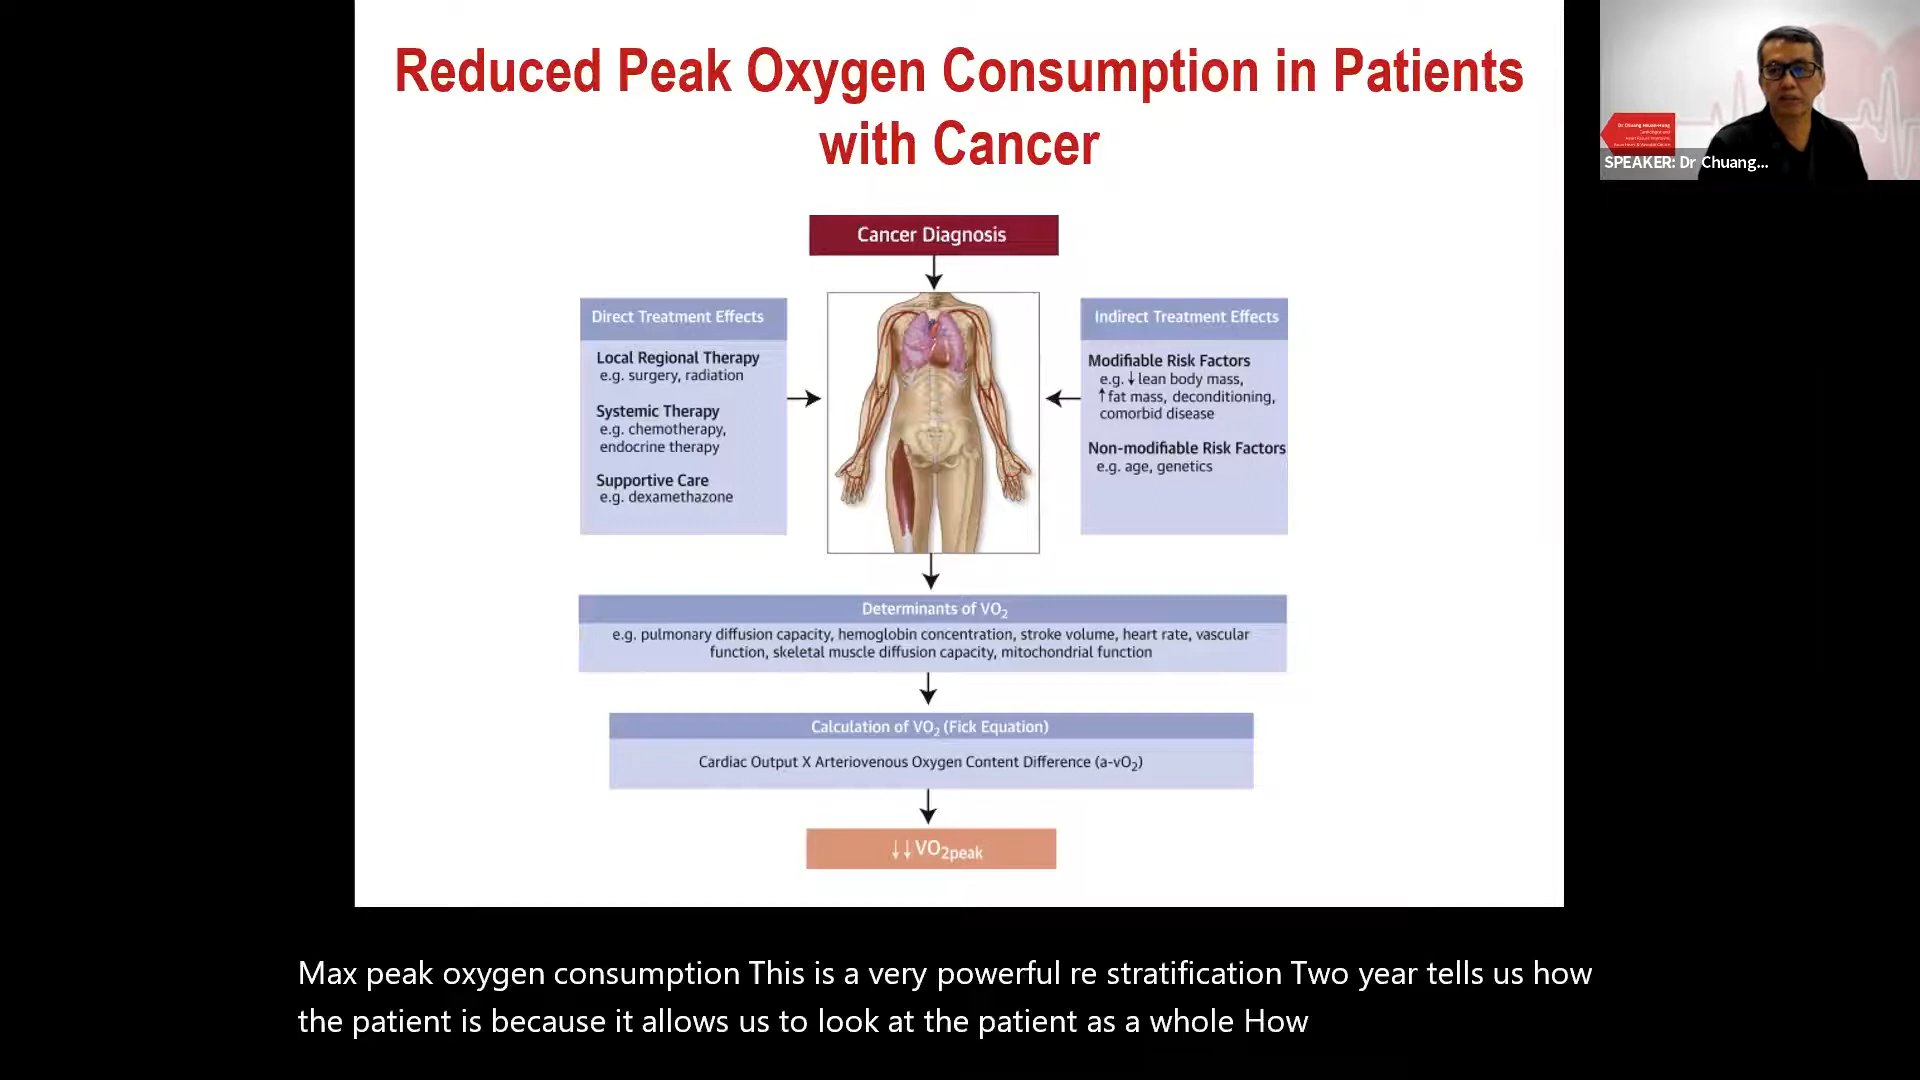 Reduced Peak Oxygen Consumption in Patients
with Cancer
Cancer Diagnosis
Direct Treatment Effects
Local Regional Therapy
e.g. surgery, radiation
Systemic Therapy
e.g. chemotherapy,
endocrine therapy
Supportive Care
e.g. dexamethazone
Indirect Treatment Effects
Modifiable Risk Factors
e.g. ↓ lean body mass,
↑ fat mass, deconditioning,
comorbid disease
Non-modifiable Risk Factors
e.g. age, genetics
Determinants of VO₂
e.g. pulmonary diffusion capacity, hemoglobin concentration, stroke volume, heart rate, vascular
function, skeletal muscle diffusion capacity, mitochondrial function
Calculation of VO₂ (Fick Equation)
Cardiac Output X Arteriovenous Oxygen Content Difference (a-vO₂)
↓↓ VO2peak
SPEAKER: Dr Chuang...
Max peak oxygen consumption This is a very powerful re stratification Two year tells us how
the patient is because it allows us to look at the patient as a whole How